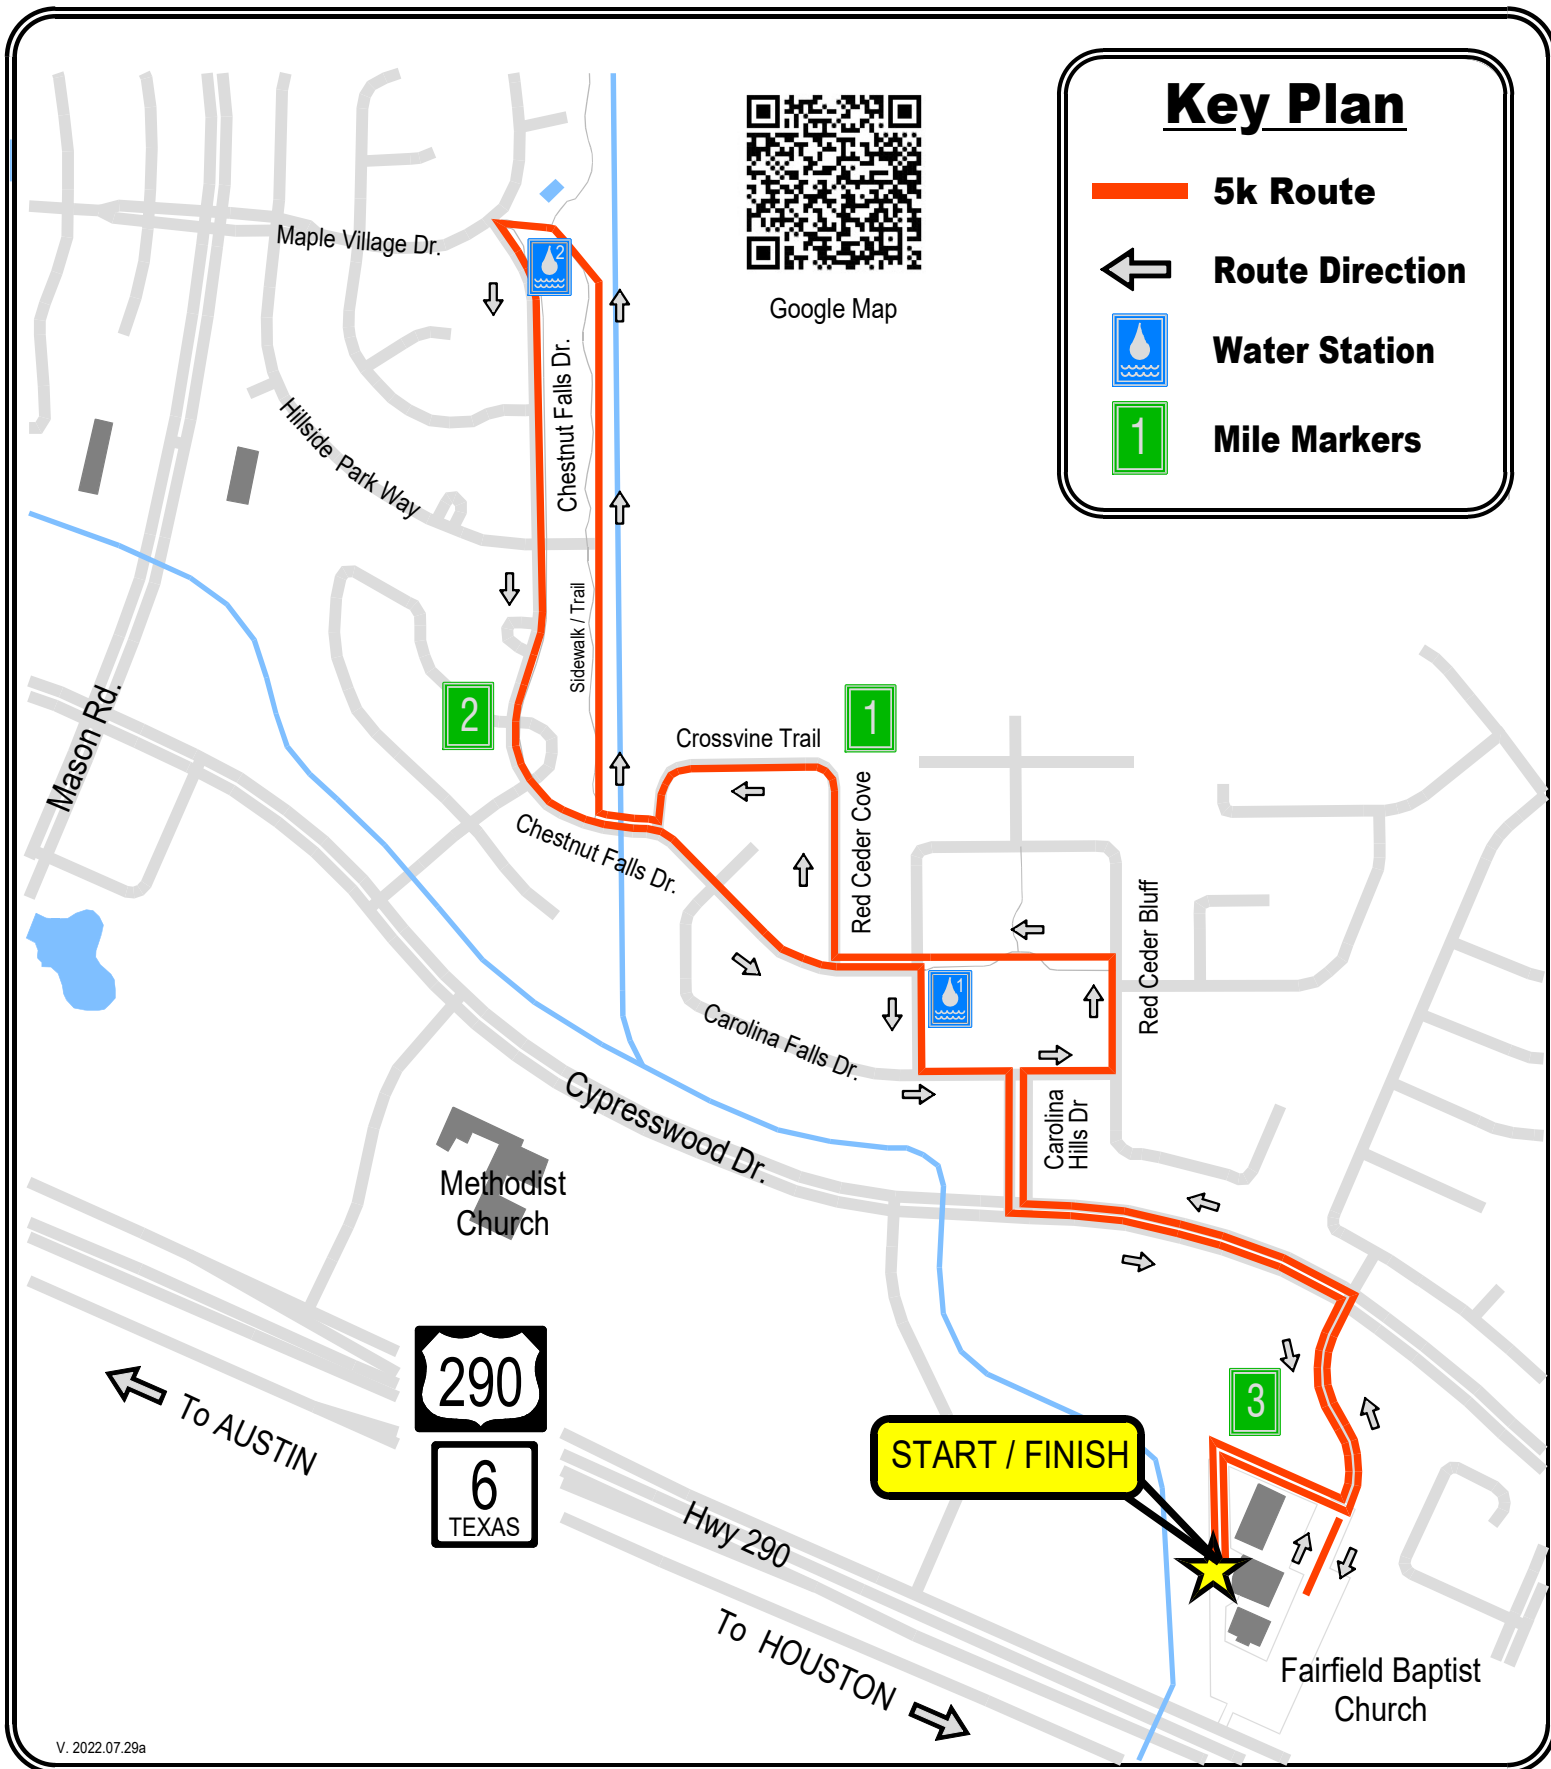 Key Plan
5k Route
Route Direction
Water Station
1
Mile Markers
Google Map
Maple Village Dr.
2
Chestnut Falls Dr.
Hillside Park Way
Sidewalk / Trail
Mason Rd.
2
1
Crossvine Trail
Red Ceder Cove
Chestnut Falls Dr.
Red Ceder Bluff
1
Carolina Falls Dr.
Carolina
Hills Dr
Cypresswood Dr.
Methodist
Church
290
6
TEXAS
To AUSTIN
3
START / FINISH
Hwy 290
To HOUSTON
Fairfield Baptist
Church
V. 2022.07.29a